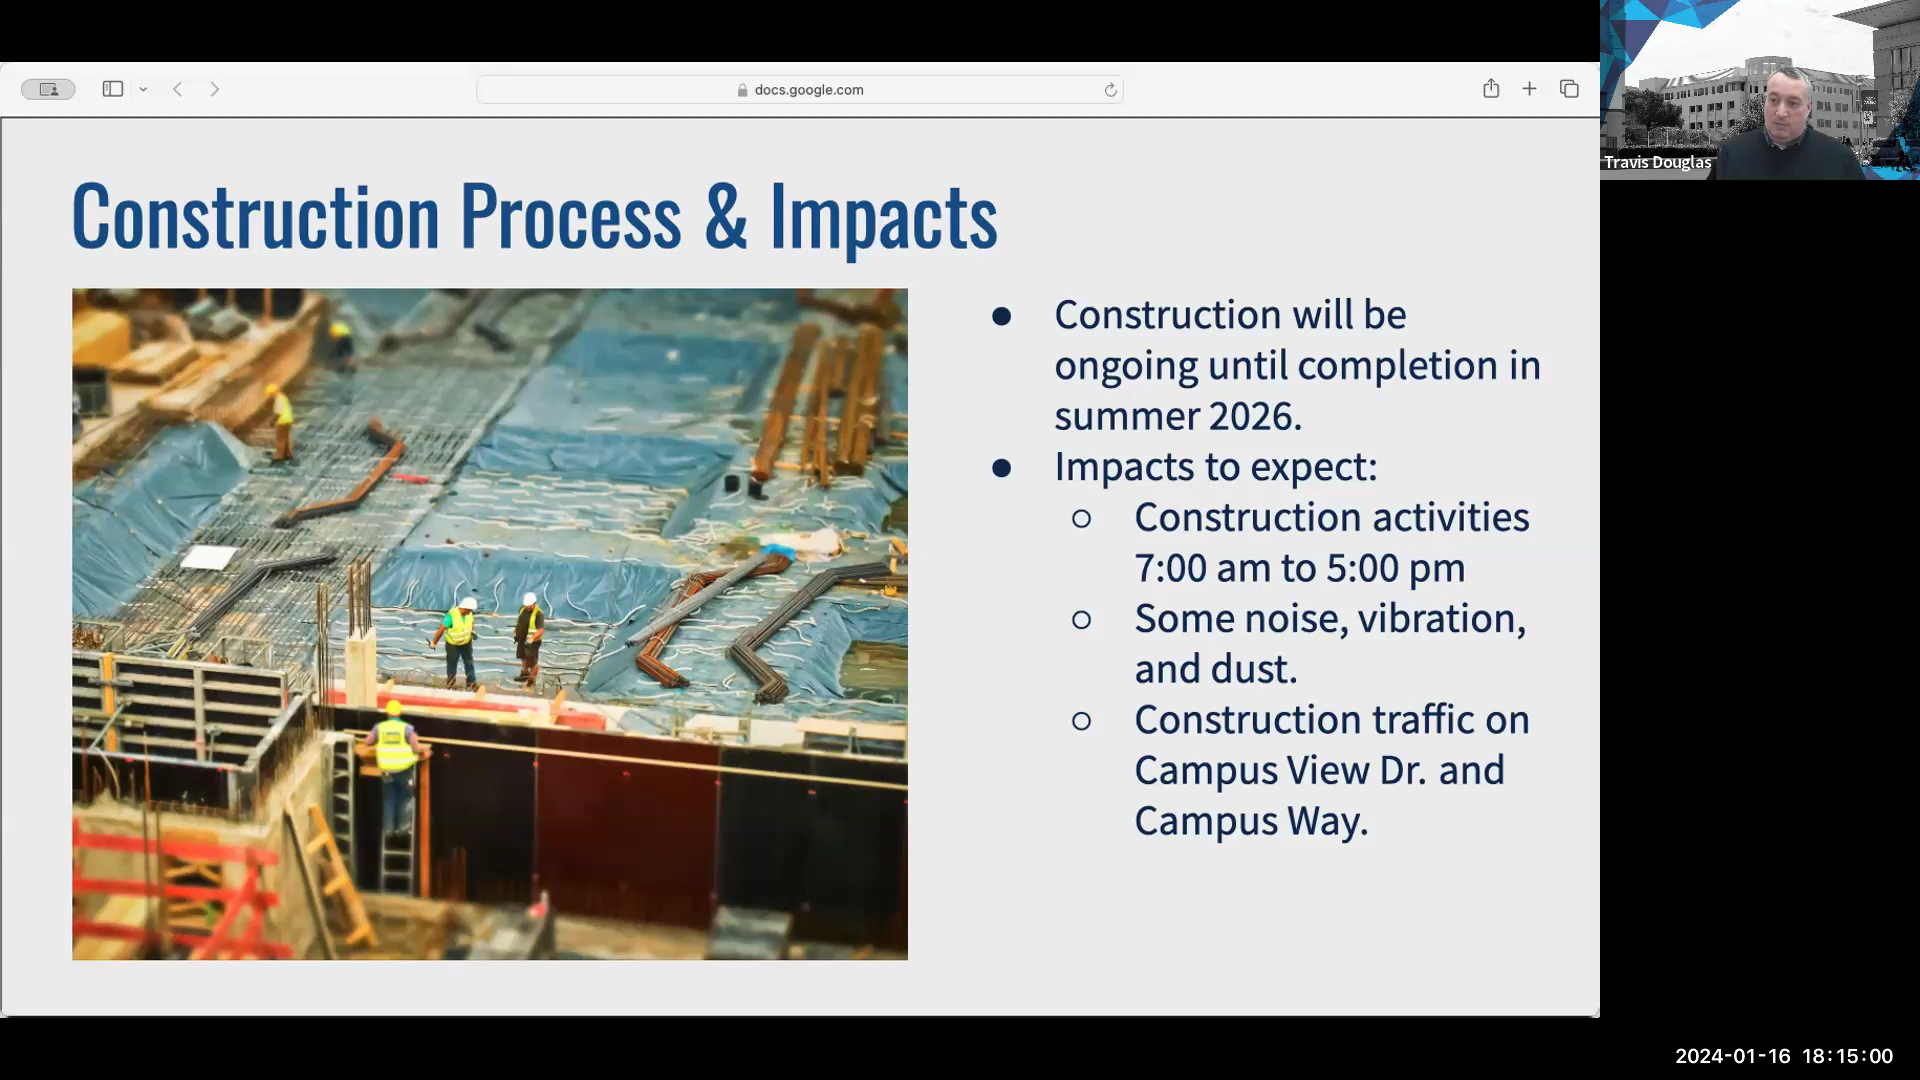 docs.google.com
Travis Douglas
Construction Process & Impacts
● Construction will be
ongoing until completion in
summer 2026.
● Impacts to expect:
○ Construction activities
7:00 am to 5:00 pm
○ Some noise, vibration,
and dust.
○ Construction traffic on
Campus View Dr. and
Campus Way.
2024-01-16 18:15:00